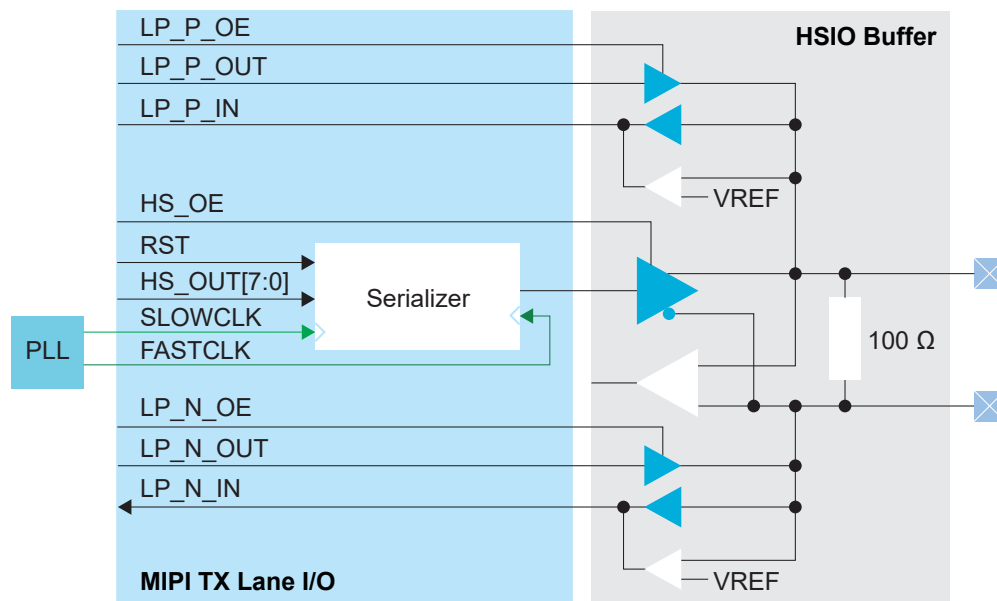 LP_P_OE
HSIO Buffer
LP_P_OUT
LP_P_IN
VREF
HS_OE
RST
HS_OUT[7:0]
Serializer
SLOWCLK
PLL
FASTCLK
100 Ω
LP_N_OE
LP_N_OUT
LP_N_IN
MIPI TX Lane I/O
VREF